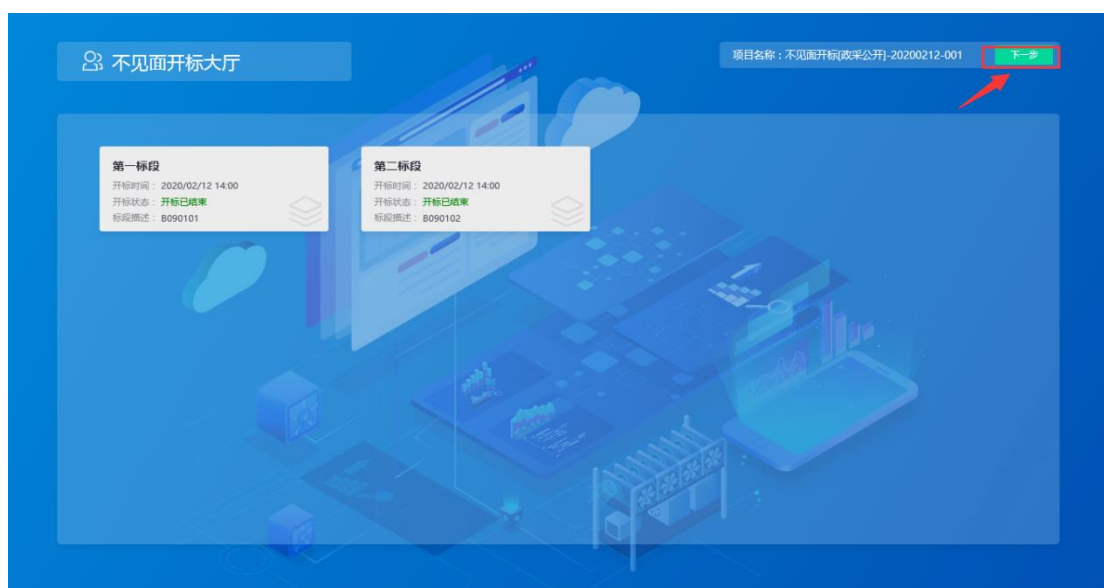 不见面开标大厅
项目名称：不见面开标[政采公开]-20200212-001
下一步
第一标段
开标时间： 2020/02/12 14:00
开标状态： 开标已结束
标段描述： B090101
第二标段
开标时间： 2020/02/12 14:00
开标状态： 开标已结束
标段描述： B090102